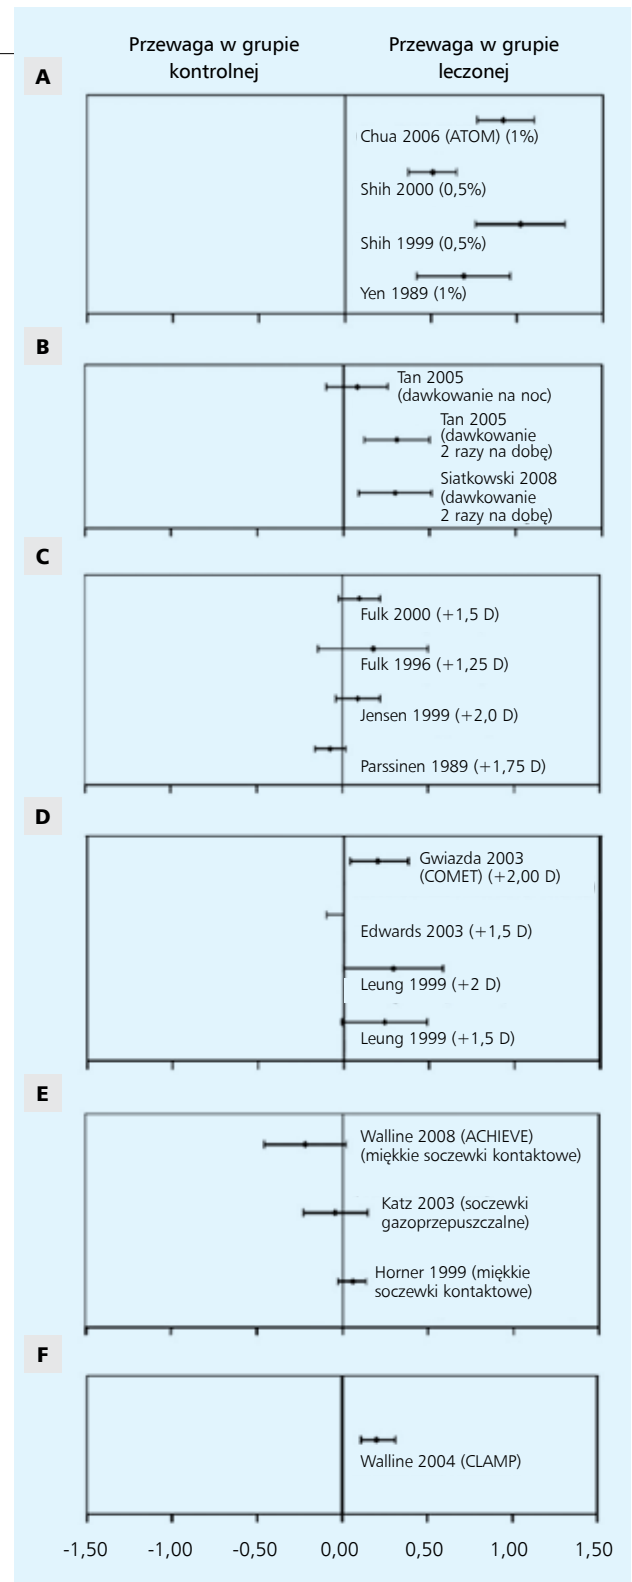 Przewaga w grupie kontrolnej
Przewaga w grupie leczonej
A
Chua 2006 (ATOM) (1%)
Shih 2000 (0,5%)
Shih 1999 (0,5%)
Yen 1989 (1%)
B
Tan 2005
(dawkowanie na noc)
Tan 2005
(dawkowanie
2 razy na dobę)
Siatkowski 2008
(dawkowanie
2 razy na dobę)
C
Fulk 2000 (+1,5 D)
Fulk 1996 (+1,25 D)
Jensen 1999 (+2,0 D)
Parssinen 1989 (+1,75 D)
D
Gwiazda 2003
(COMET) (+2,00 D)
Edwards 2003 (+1,5 D)
Leung 1999 (+2 D)
Leung 1999 (+1,5 D)
E
Walline 2008 (ACHIEVE)
(miękkie soczewki kontaktowe)
Katz 2003 (soczewki
gazoprzepuszczalne)
Horner 1999 (miękkie
soczewki kontaktowe)
F
Walline 2004 (CLAMP)
-1,50 -1,00 -0,50 0,00 0,50 1,00 1,50